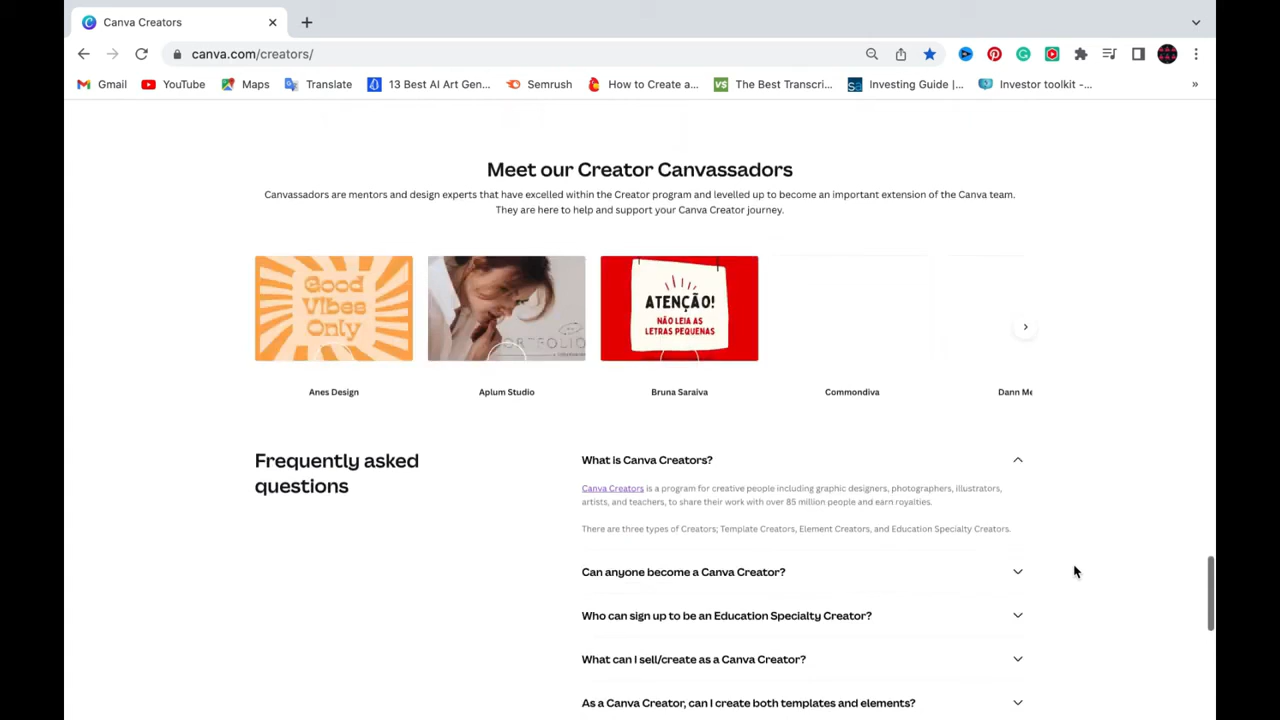 Canva Creators
canva.com/creators/
Gmail YouTube Maps Translate 13 Best AI Art Gen... Semrush How to Create a... The Best Transcri... Investing Guide |... Investor toolkit -...
Meet our Creator Canvassadors
Canvassadors are mentors and design experts that have excelled within the Creator program and levelled up to become an important extension of the Canva team.
They are here to help and support your Canva Creator journey.
Good
Vibes
Only
ATENÇÃO!
NÃO LEIA AS
LETRAS PEQUENAS
Anes Design Aplum Studio Bruna Saraiva Commondiva Dann Me
Frequently asked
questions
What is Canva Creators?
Canva Creators is a program for creative people including graphic designers, photographers, illustrators,
artists, and teachers, to share their work with over 85 million people and earn royalties.
There are three types of Creators; Template Creators, Element Creators, and Education Specialty Creators.
Can anyone become a Canva Creator?
Who can sign up to be an Education Specialty Creator?
What can I sell/create as a Canva Creator?
As a Canva Creator, can I create both templates and elements?